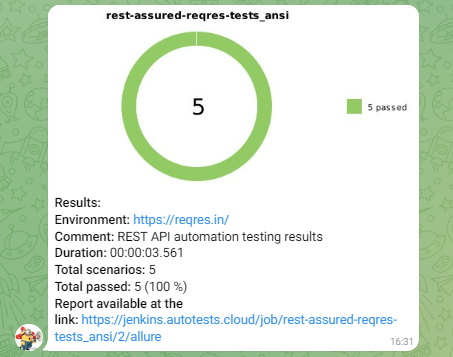 rest-assured-reqres-tests_ansi
5
5 passed
Results:
Environment: https://reqres.in/
Comment: REST API automation testing results
Duration: 00:00:03.561
Total scenarios: 5
Total passed: 5 (100 %)
Report available at the
link: https://jenkins.autotests.cloud/job/rest-assured-reqres-
tests_ansi/2/allure
16:31